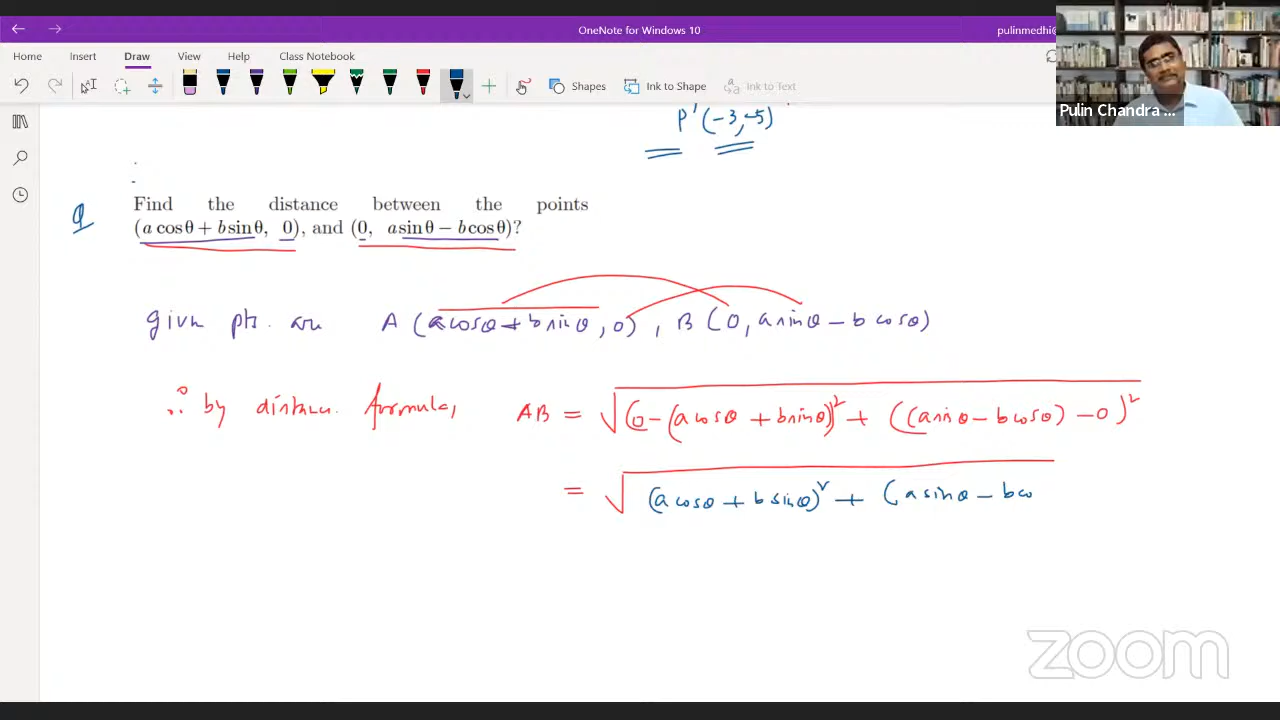 OneNote for Windows 10
pulinmedhi@
Home Insert Draw View Help Class Notebook
Shapes Ink to Shape Ink to Text
Pulin Chandra ...
P'(-3,-5)
Q
Find the distance between the points
(a cosθ + b sinθ, 0), and (0, a sinθ − b cosθ)?
given pts. are A (a cosθ + b sinθ, 0), B (0, a sinθ − b cosθ)
∴ by distance formula, AB = √(0 − (a cosθ + b sinθ))² + ((a sinθ − b cosθ) − 0)²
= √(a cosθ + b sinθ)² + (a sinθ − b co
zoom